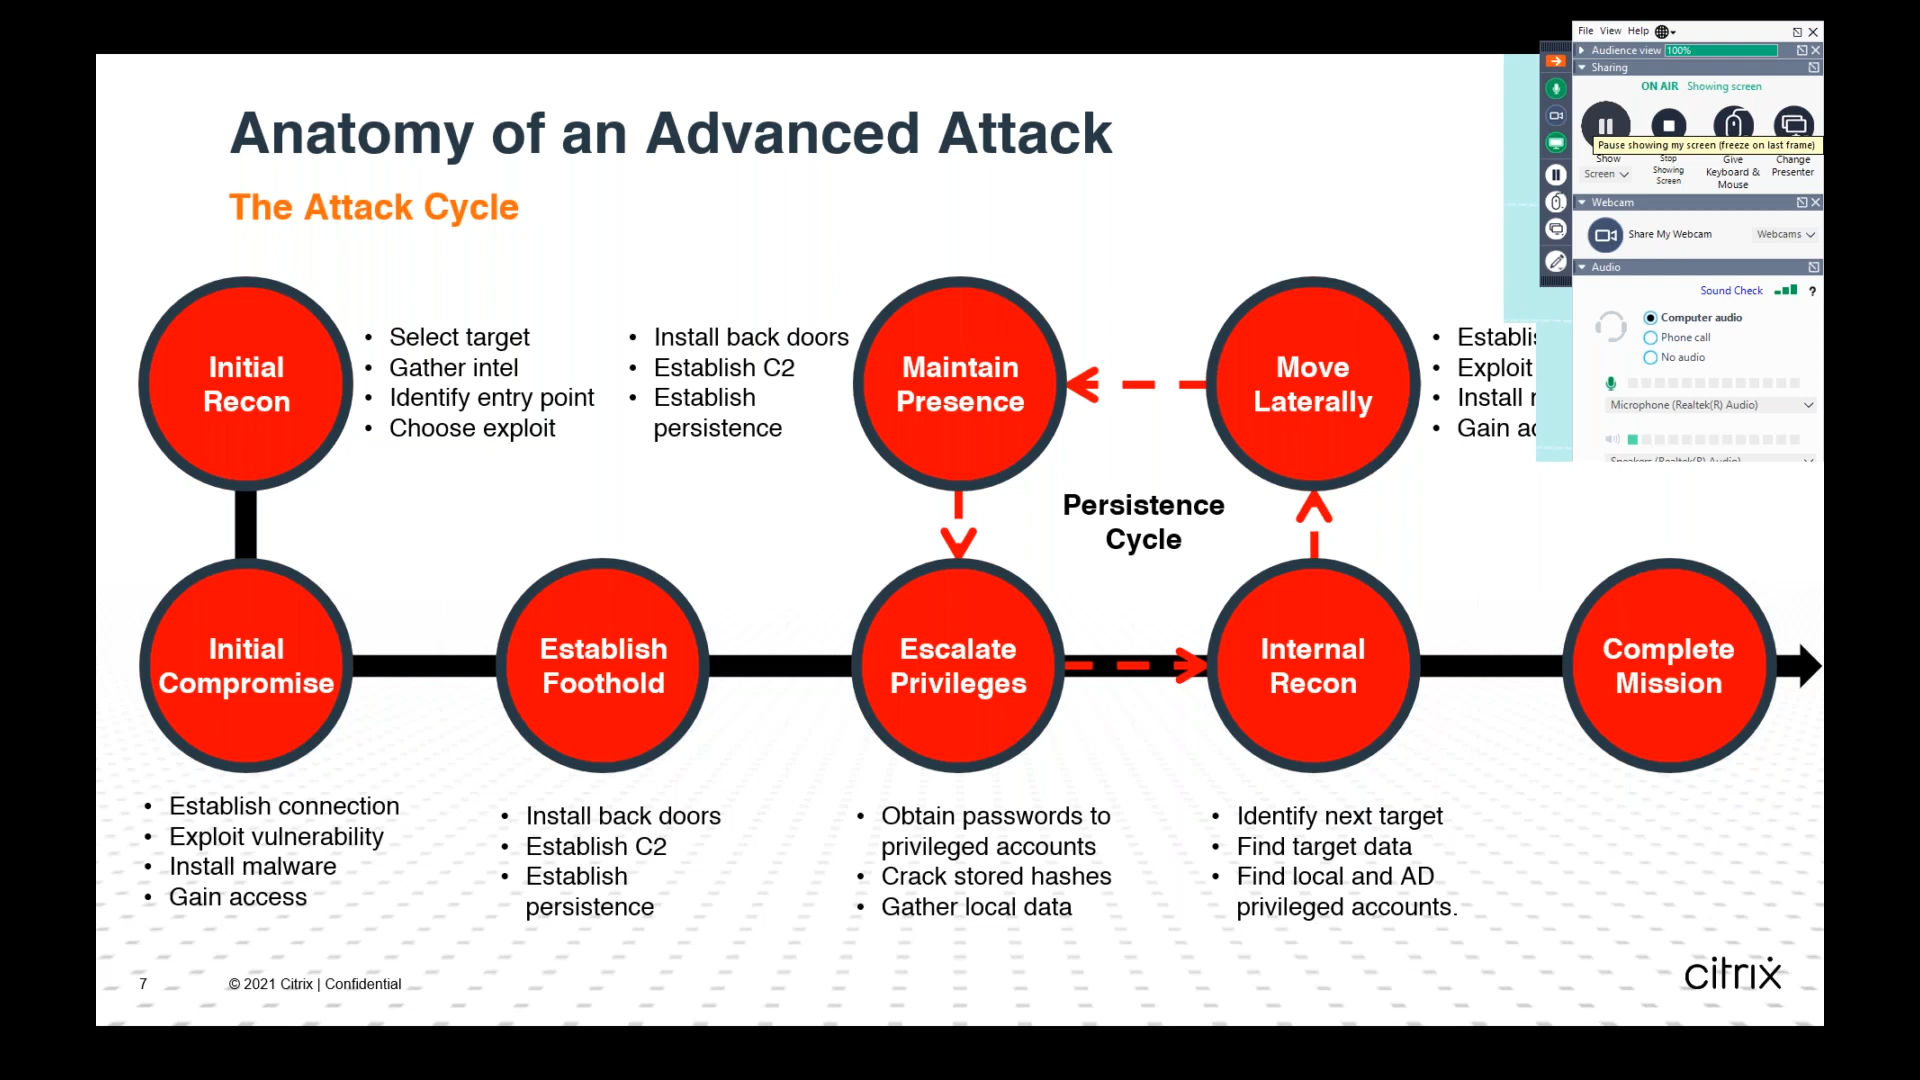 Anatomy of an Advanced Attack
The Attack Cycle
Initial
Recon
• Select target
• Gather intel
• Identify entry point
• Choose exploit
• Install back doors
• Establish C2
• Establish
persistence
Maintain
Presence
Move
Laterally
•
• Exploit
• Install
• Gain
Persistence
Cycle
Initial
Compromise
Establish
Foothold
Escalate
Privileges
Internal
Recon
Complete
Mission
• Establish connection
• Exploit vulnerability
• Install malware
• Gain access
• Install back doors
• Establish C2
• Establish
persistence
• Obtain passwords to
privileged accounts
• Crack stored hashes
• Gather local data
• Identify next target
• Find target data
• Find local and AD
privileged accounts.
7
© 2021 Citrix | Confidential
citrix
File View Help
Audience view 100%
Sharing
ON AIR Showing screen
Pause showing my screen (freeze on last frame)
Show
Screen
Stop
Showing
Screen
Give
Keyboard &
Mouse
Change
Presenter
Webcam
Share My Webcam
Webcams
Audio
Sound Check
?
Computer audio
Phone call
No audio
Microphone (Realtek(R) Audio)
Speakers (Realtek(R) Audio)